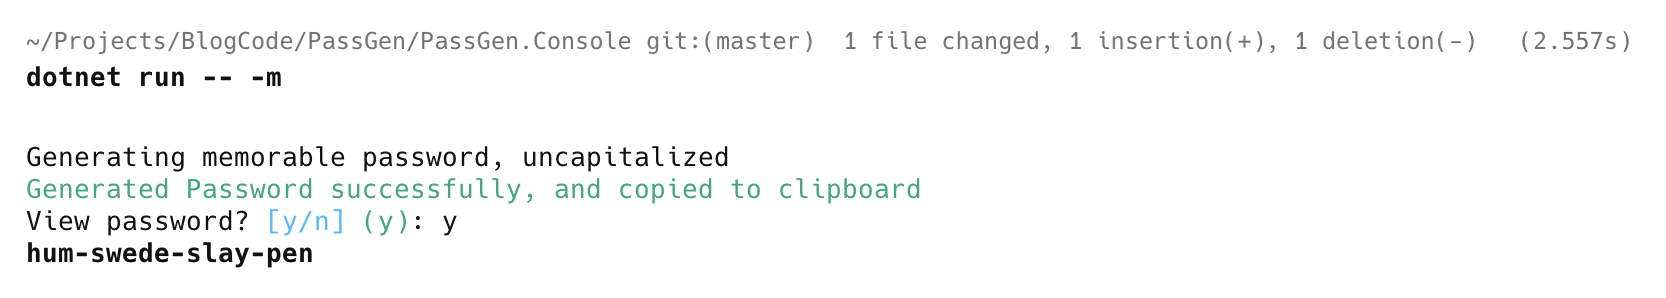 ~/Projects/BlogCode/PassGen/PassGen.Console git:(master)  1 file changed, 1 insertion(+), 1 deletion(-)   (2.557s)
dotnet run -- -m
Generating memorable password, uncapitalized
Generated Password successfully, and copied to clipboard
View password? [y/n] (y): y
hum-swede-slay-pen